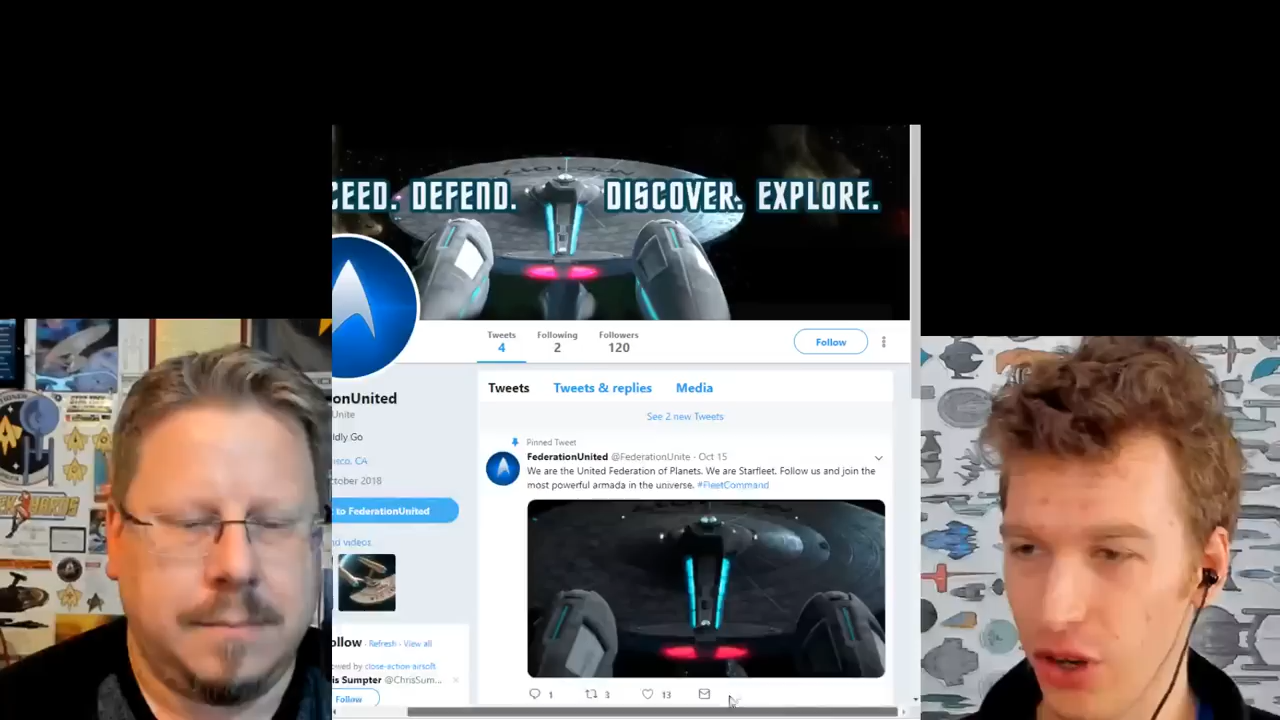 CEED. DEFEND. DISCOVER. EXPLORE.
Tweets Following Followers
4 2 120
Follow
onUnited
Unite
ldly Go
isco, CA
ctober 2018
to FederationUnited
nd videos
ollow · Refresh · View all
owed by close-action airsoft
is Sumpter @ChrisSum...
Follow
Tweets Tweets & replies Media
See 2 new Tweets
Pinned Tweet
FederationUnited @FederationUnite · Oct 15
We are the United Federation of Planets. We are Starfleet. Follow us and join the
most powerful armada in the universe. #FleetCommand
1 3 13